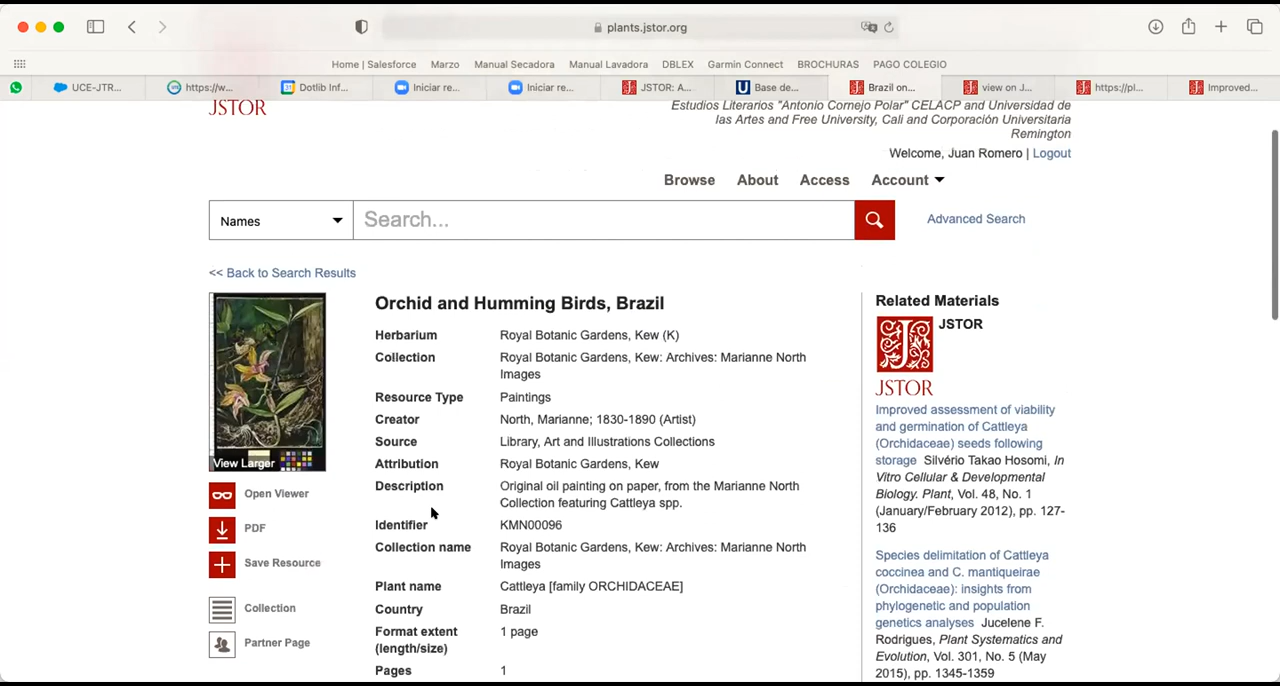 plants.jstor.org
Home | Salesforce Marzo Manual Secadora Manual Lavadora DBLEX Garmin Connect BROCHURAS PAGO COLEGIO
UCE-JTR... https://w... Dotlib Inf... Iniciar re... Iniciar re... JSTOR: A... Base de... Brazil on... view on J... https://pl... Improved...
JSTOR
Estudios Literarios "Antonio Cornejo Polar" CELACP and Universidad de
las Artes and Free University, Cali and Corporación Universitaria
Remington
Welcome, Juan Romero | Logout
Browse About Access Account
Names Search... Advanced Search
<< Back to Search Results
Orchid and Humming Birds, Brazil
Herbarium Royal Botanic Gardens, Kew (K)
Collection Royal Botanic Gardens, Kew: Archives: Marianne North
Images
Resource Type Paintings
Creator North, Marianne; 1830-1890 (Artist)
Source Library, Art and Illustrations Collections
Attribution Royal Botanic Gardens, Kew
Description Original oil painting on paper, from the Marianne North
Collection featuring Cattleya spp.
Identifier KMN00096
Collection name Royal Botanic Gardens, Kew: Archives: Marianne North
Images
Plant name Cattleya [family ORCHIDACEAE]
Country Brazil
Format extent 1 page
(length/size)
Pages 1
View Larger
Open Viewer
PDF
Save Resource
Collection
Partner Page
Related Materials
JSTOR
JSTOR
Improved assessment of viability
and germination of Cattleya
(Orchidaceae) seeds following
storage Silvério Takao Hosomi, In
Vitro Cellular & Developmental
Biology. Plant, Vol. 48, No. 1
(January/February 2012), pp. 127-
136
Species delimitation of Cattleya
coccinea and C. mantiqueirae
(Orchidaceae): insights from
phylogenetic and population
genetics analyses Jucelene F.
Rodrigues, Plant Systematics and
Evolution, Vol. 301, No. 5 (May
2015), pp. 1345-1359